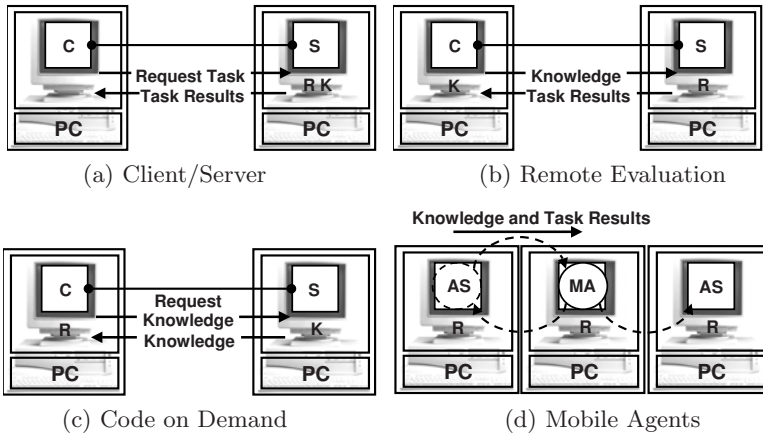 C
S
Request Task
Task Results
R K
PC
PC
(a) Client/Server
C
S
Knowledge
K
Task Results
R
PC
PC
(b) Remote Evaluation
C
S
Request
Knowledge
R
K
Knowledge
PC
PC
(c) Code on Demand
Knowledge and Task Results
AS
MA
AS
R
R
R
PC
PC
PC
(d) Mobile Agents